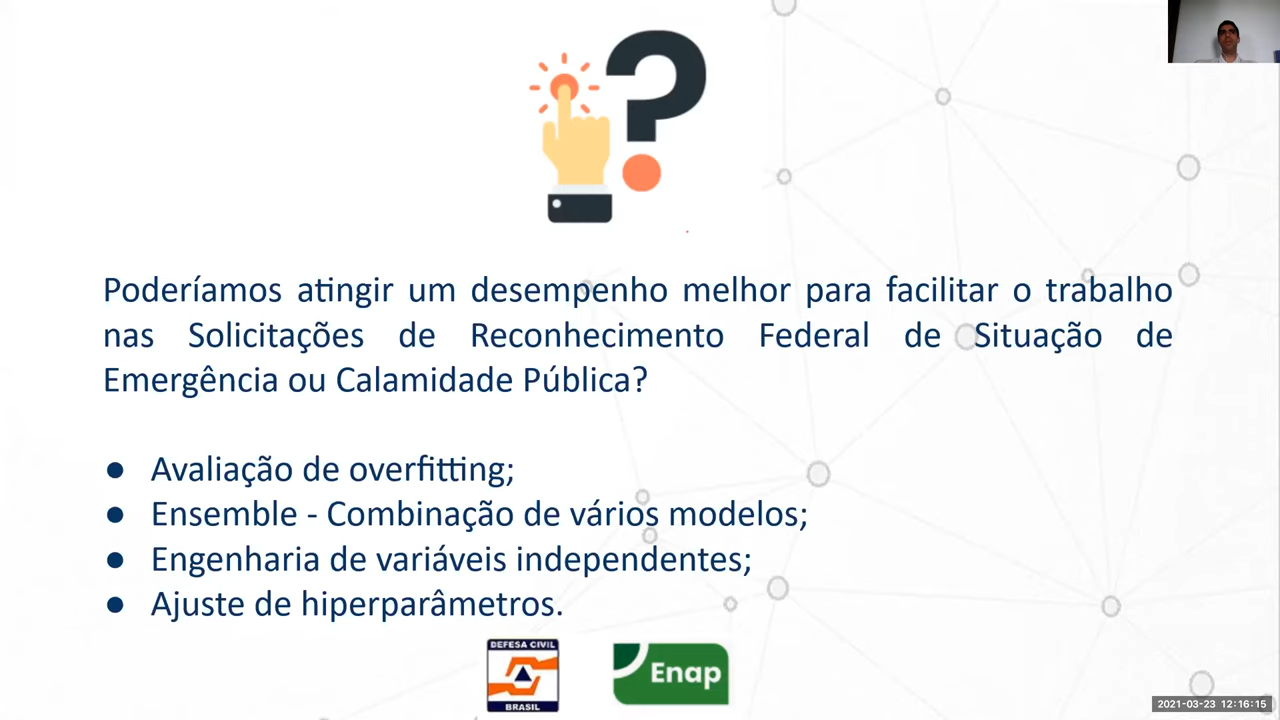 Poderíamos atingir um desempenho melhor para facilitar o trabalho
nas Solicitações de Reconhecimento Federal de Situação de
Emergência ou Calamidade Pública?
● Avaliação de overfitting;
● Ensemble - Combinação de vários modelos;
● Engenharia de variáveis independentes;
● Ajuste de hiperparâmetros.
DEFESA CIVIL
BRASIL
Enap
2021-03-23 12:16:15